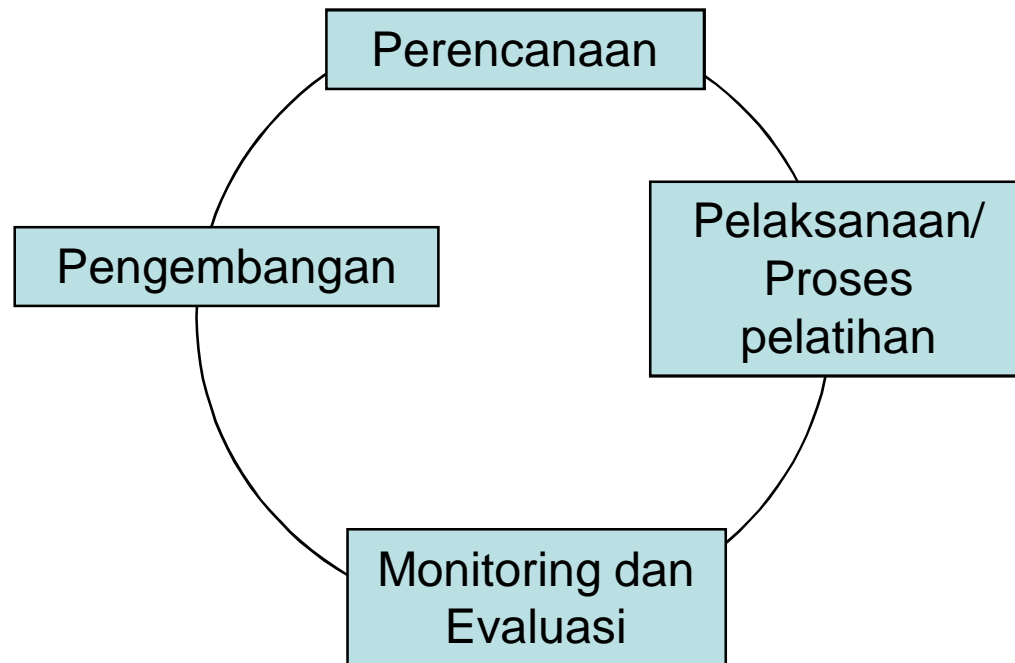 Perencanaan
Pelaksanaan/
Proses
pelatihan
Pengembangan
Monitoring dan
Evaluasi